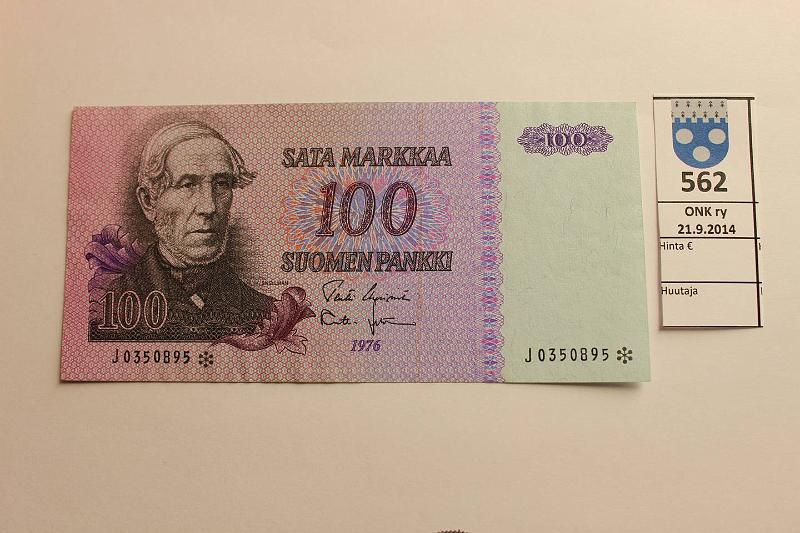 SATA MARKKAA
100
100
SUOMEN PANKKI
100
1976
J0350895*
J0350895*
562
ONK ry
21.9.2014
Hinta €
Huutaja